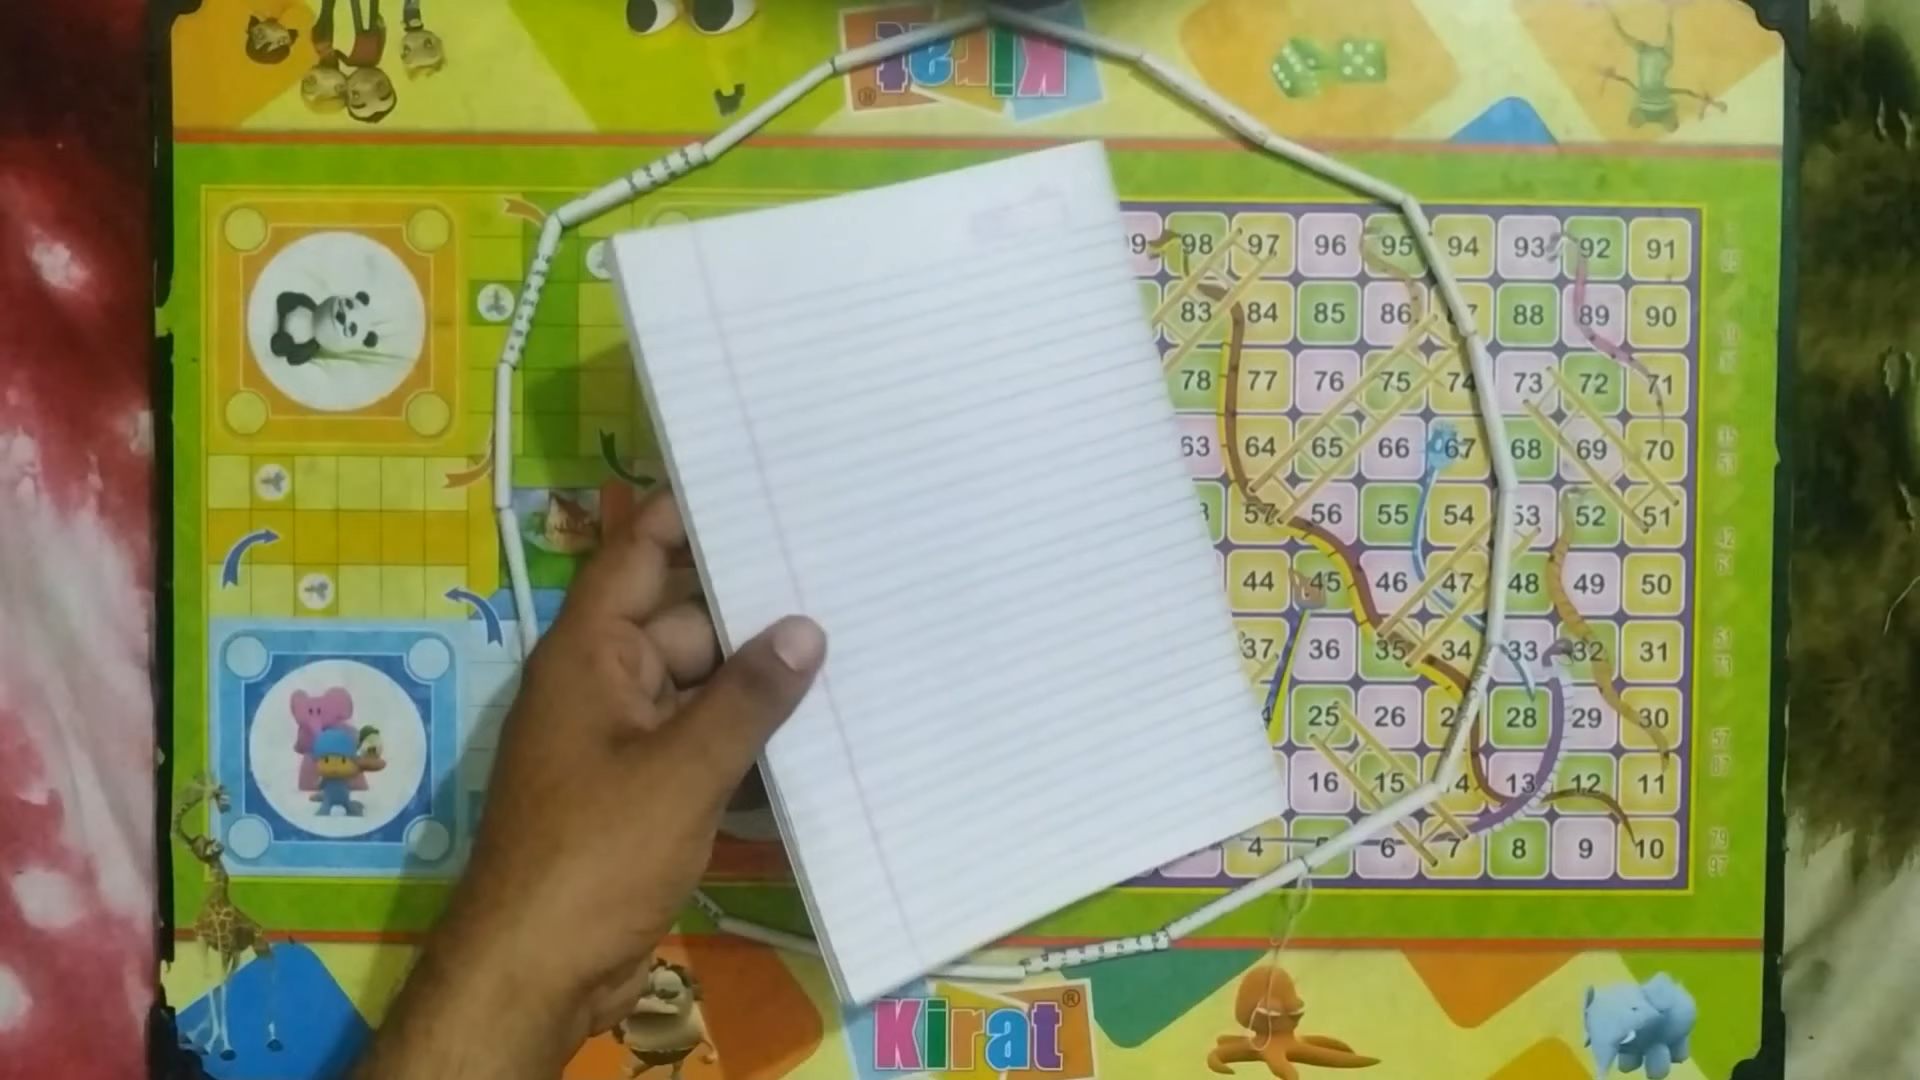 Kirat
®
98 97 96 95 94 93 92 91
83 84 85 86 87 88 89 90
78 77 76 75 74 73 72 71
63 64 65 66 67 68 69 70
57 56 55 54 53 52 51
44 45 46 47 48 49 50
37 36 35 34 33 32 31
25 26 28 29 30
16 15 14 13 12 11
4 5 6 7 8 9 10
Kirat
®